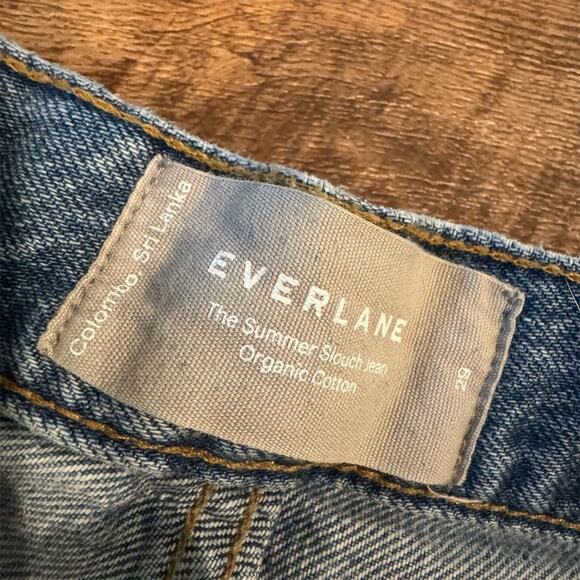 Colombo, Sri Lanka
EVERLANE
The Summer Slouch Jean
Organic Cotton
29